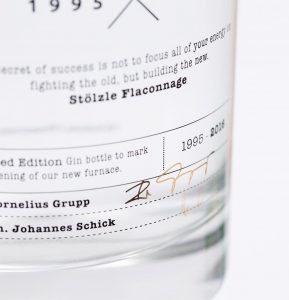 1995
ecret of success is not to focus all of your energy on
fighting the old, but building the new.
Stölzle Flaconnage
ed Edition Gin bottle to mark
ening of our new furnace.
1995 - 2016
ornelius Grupp
n. Johannes Schick